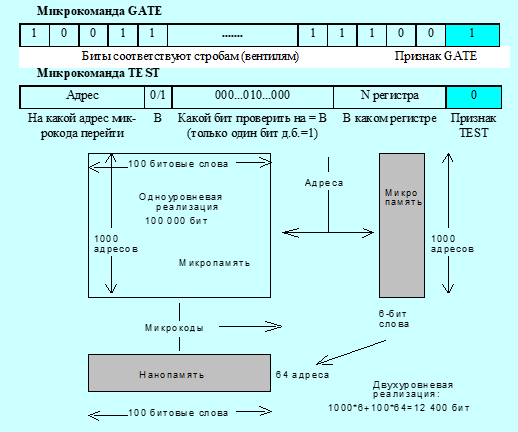 Микрокоманда GATE
1 0 0 1 1 ....... 1 1 1 0 0 1
Биты соответствуют стробам (вентилям) Признак GATE
Микрокоманда TEST
Адрес 0/1 000...010...000 N регистра 0
На какой адрес мик- В Какой бит проверить на = В В каком регистре Признак
рокода перейти (только один бит д.б.=1) TEST
100 битовые слова
Адреса
Одноуровневая
реализация
100 000 бит
Микро
память
1000
адресов
1000
адресов
Микропамять
6-бит
слова
Микрокоды
Нанопамять
64 адреса
Двухуровневая
реализация:
1000*6+100*64=12 400 бит
100 битовые слова